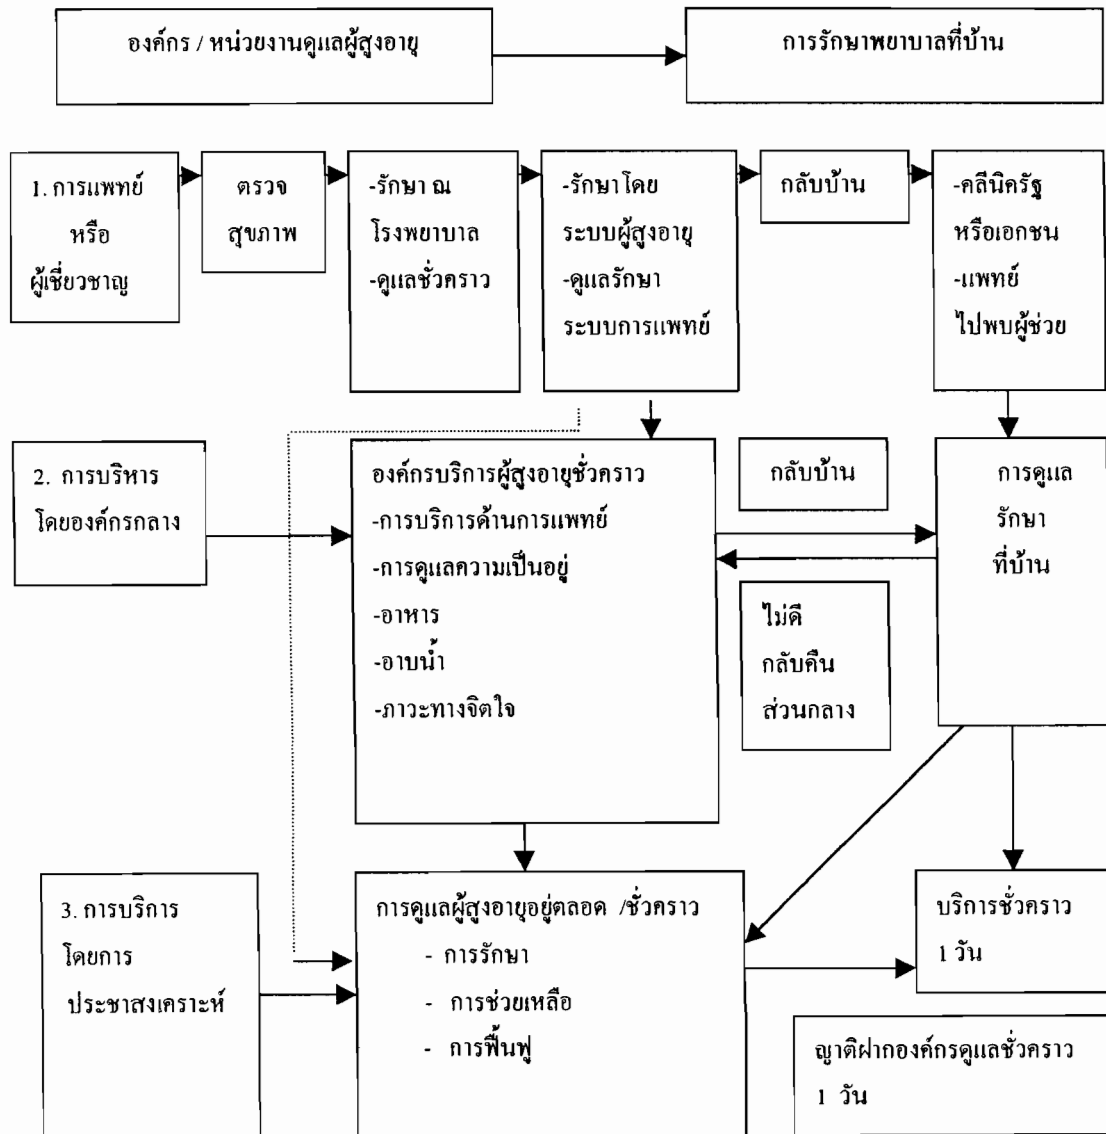 องค์กร / หน่วยงานดูแลผู้สูงอายุ
การรักษาพยาบาลที่บ้าน
1. การแพทย์
หรือ
ผู้เชี่ยวชาญ
ตรวจ
สุขภาพ
-รักษา ณ
โรงพยาบาล
-ดูแลชั่วคราว
-รักษาโดย
ระบบผู้สูงอายุ
-ดูแลรักษา
ระบบการแพทย์
กลับบ้าน
-คลีนิครัฐ
หรือเอกชน
-แพทย์
ไปพบผู้ช่วย
2. การบริหาร
โดยองค์กรกลาง
องค์กรบริการผู้สูงอายุชั่วคราว
-การบริการด้านการแพทย์
-การดูแลความเป็นอยู่
-อาหาร
-อาบน้ำ
-ภาวะทางจิตใจ
กลับบ้าน
ไม่ดี
กลับคืน
ส่วนกลาง
การดูแล
รักษา
ที่บ้าน
3. การบริการ
โดยการ
ประชาสงเคราะห์
การดูแลผู้สูงอายุอยู่ตลอด /ชั่วคราว
- การรักษา
- การช่วยเหลือ
- การฟื้นฟู
บริการชั่วคราว
1 วัน
ญาติฝากองค์กรดูแลชั่วคราว
1 วัน